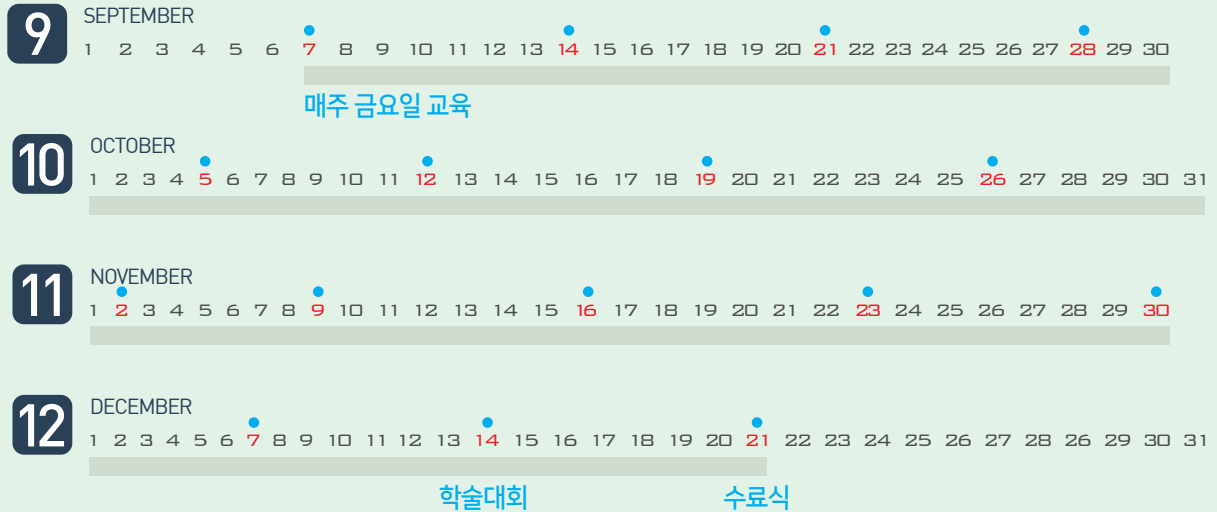 9 SEPTEMBER
1 2 3 4 5 6 7 8 9 10 11 12 13 14 15 16 17 18 19 20 21 22 23 24 25 26 27 28 29 30
매주 금요일 교육
10 OCTOBER
1 2 3 4 5 6 7 8 9 10 11 12 13 14 15 16 17 18 19 20 21 22 23 24 25 26 27 28 29 30 31
11 NOVEMBER
1 2 3 4 5 6 7 8 9 10 11 12 13 14 15 16 17 18 19 20 21 22 23 24 25 26 27 28 29 30
12 DECEMBER
1 2 3 4 5 6 7 8 9 10 11 12 13 14 15 16 17 18 19 20 21 22 23 24 25 26 27 28 26 29 30 31
학술대회 수료식